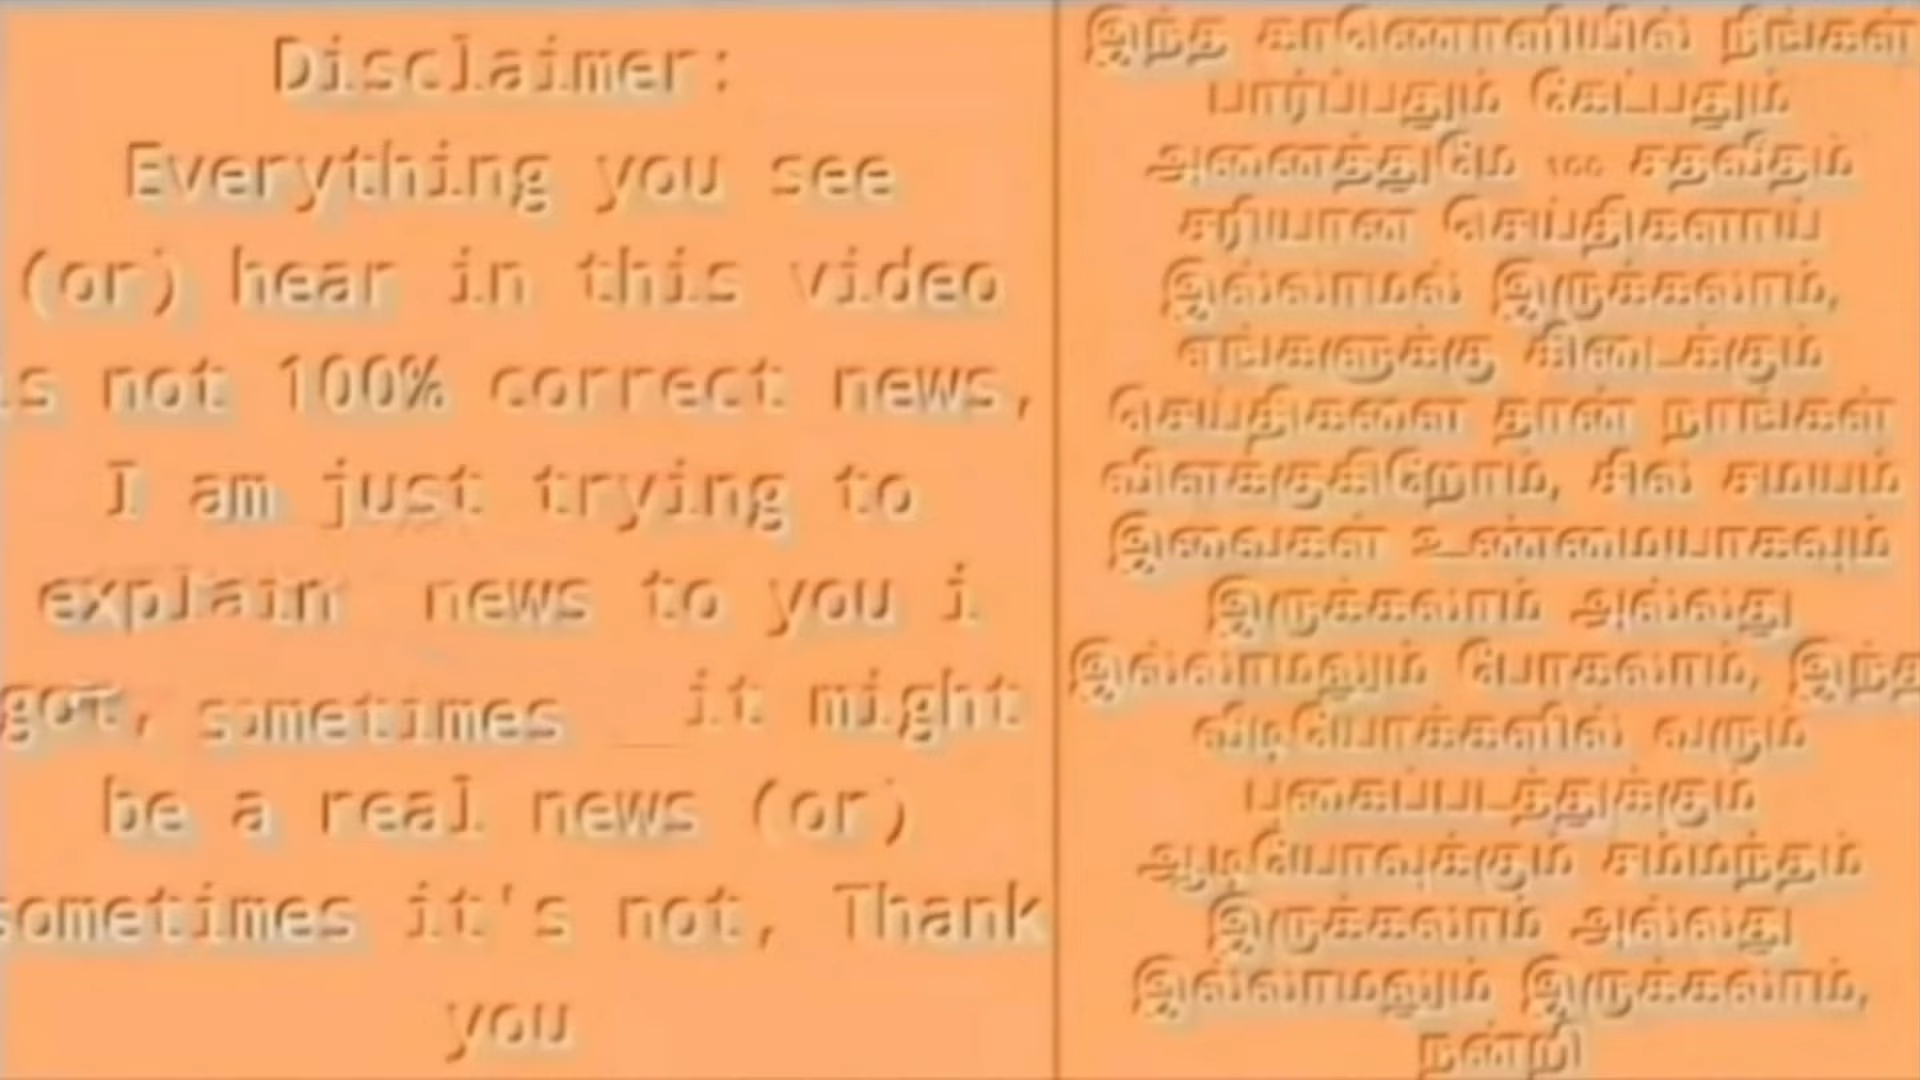 Disclaimer:
Everything you see
(or) hear in this video
is not 100% correct news,
I am just trying to
explain news to you i
got, sometimes __it might
be a real news (or)
sometimes it's not, Thank
you
இந்த காணொளியில் நீங்கள்
பார்ப்பதும் கேட்பதும்
அனைத்துமே 100 சதவீதம்
சரியான செய்திகளாய்
இல்லாமல் இருக்கலாம்,
எங்களுக்கு கிடைக்கும்
செய்திகளை தான் நாங்கள்
விளக்குகிறோம், சில சமயம்
இவைகள் உண்மையாகவும்
இருக்கலாம் அல்லது
இல்லாமலும் போகலாம், இந்த
வீடியோக்களில் வரும்
புகைப்படத்துக்கும்
ஆடியோவுக்கும் சம்மந்தம்
இருக்கலாம் அல்லது
இல்லாமலும் இருக்கலாம்,
நன்றி